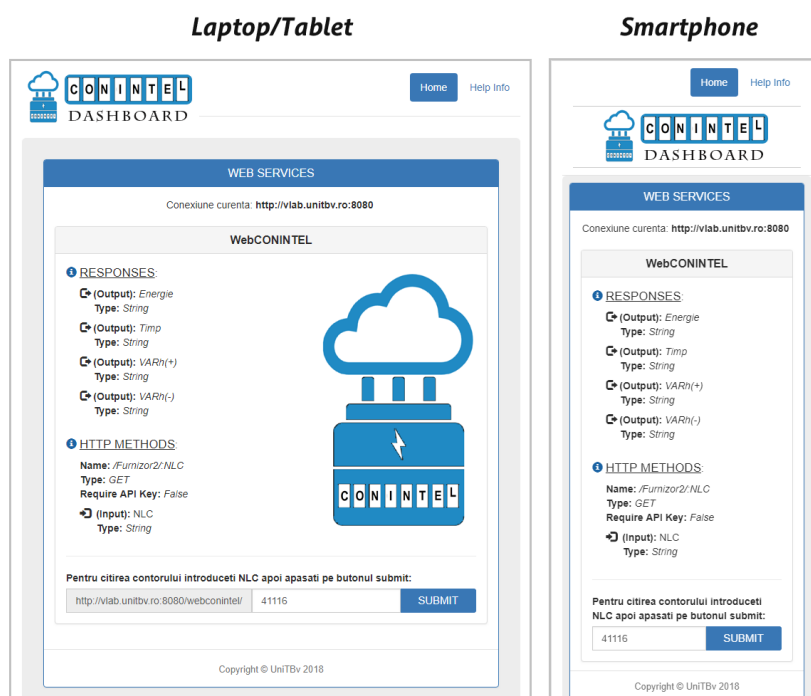 Laptop/Tablet
CONINTEL
DASHBOARD
Home Help Info
WEB SERVICES
Conexiune curenta: http://vlab.unitbv.ro:8080
WebCONINTEL
RESPONSES:
(Output): Energie
Type: String
(Output): Timp
Type: String
(Output): VARh(+)
Type: String
(Output): VARh(-)
Type: String
HTTP METHODS:
Name: /Furnizor2/:NLC
Type: GET
Require API Key: False
(Input): NLC
Type: String
CONINTEL
Pentru citirea contorului introduceti NLC apoi apasati pe butonul submit:
http://vlab.unitbv.ro:8080/webconintel/ 41116 SUBMIT
Copyright © UniTBv 2018
Smartphone
Home Help Info
CONINTEL
DASHBOARD
WEB SERVICES
Conexiune curenta: http://vlab.unitbv.ro:8080
WebCONINTEL
RESPONSES:
(Output): Energie
Type: String
(Output): Timp
Type: String
(Output): VARh(+)
Type: String
(Output): VARh(-)
Type: String
HTTP METHODS:
Name: /Furnizor2/:NLC
Type: GET
Require API Key: False
(Input): NLC
Type: String
Pentru citirea contorului introduceti
NLC apoi apasati pe butonul submit:
41116 SUBMIT
Copyright © UniTBv 2018